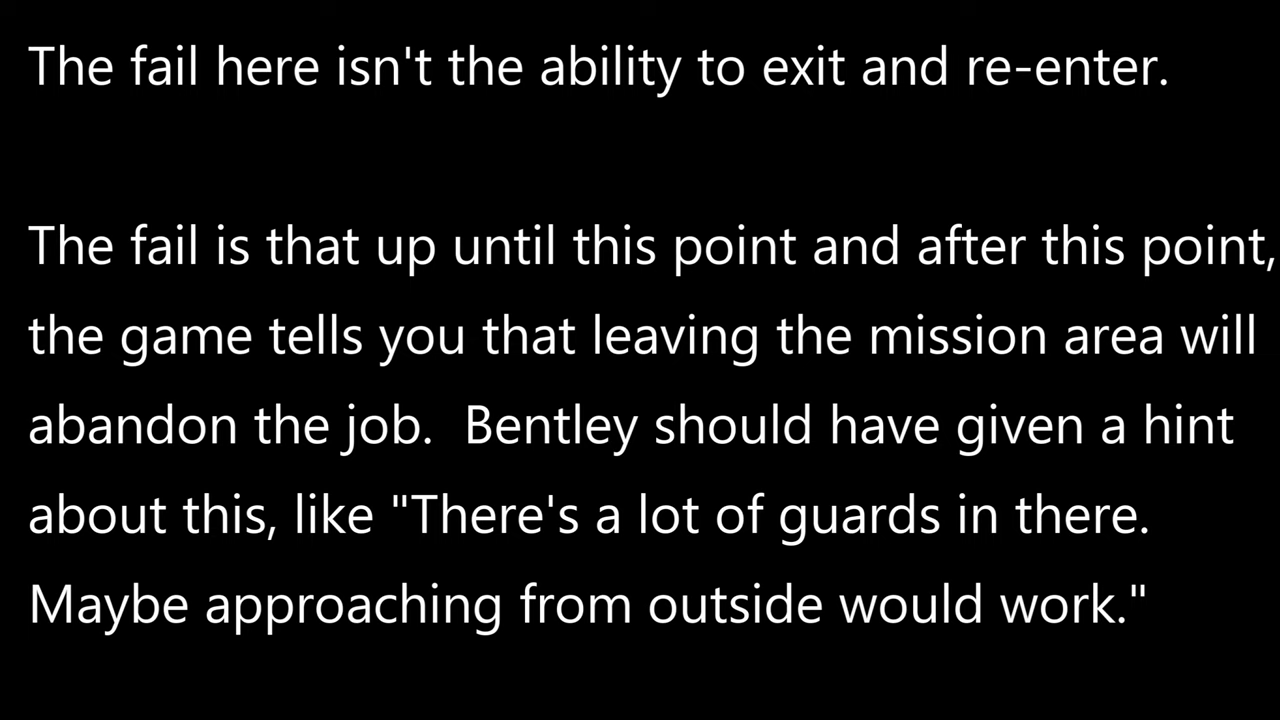 The fail here isn't the ability to exit and re-enter.
The fail is that up until this point and after this point,
the game tells you that leaving the mission area will
abandon the job.  Bentley should have given a hint
about this, like "There's a lot of guards in there.
Maybe approaching from outside would work."